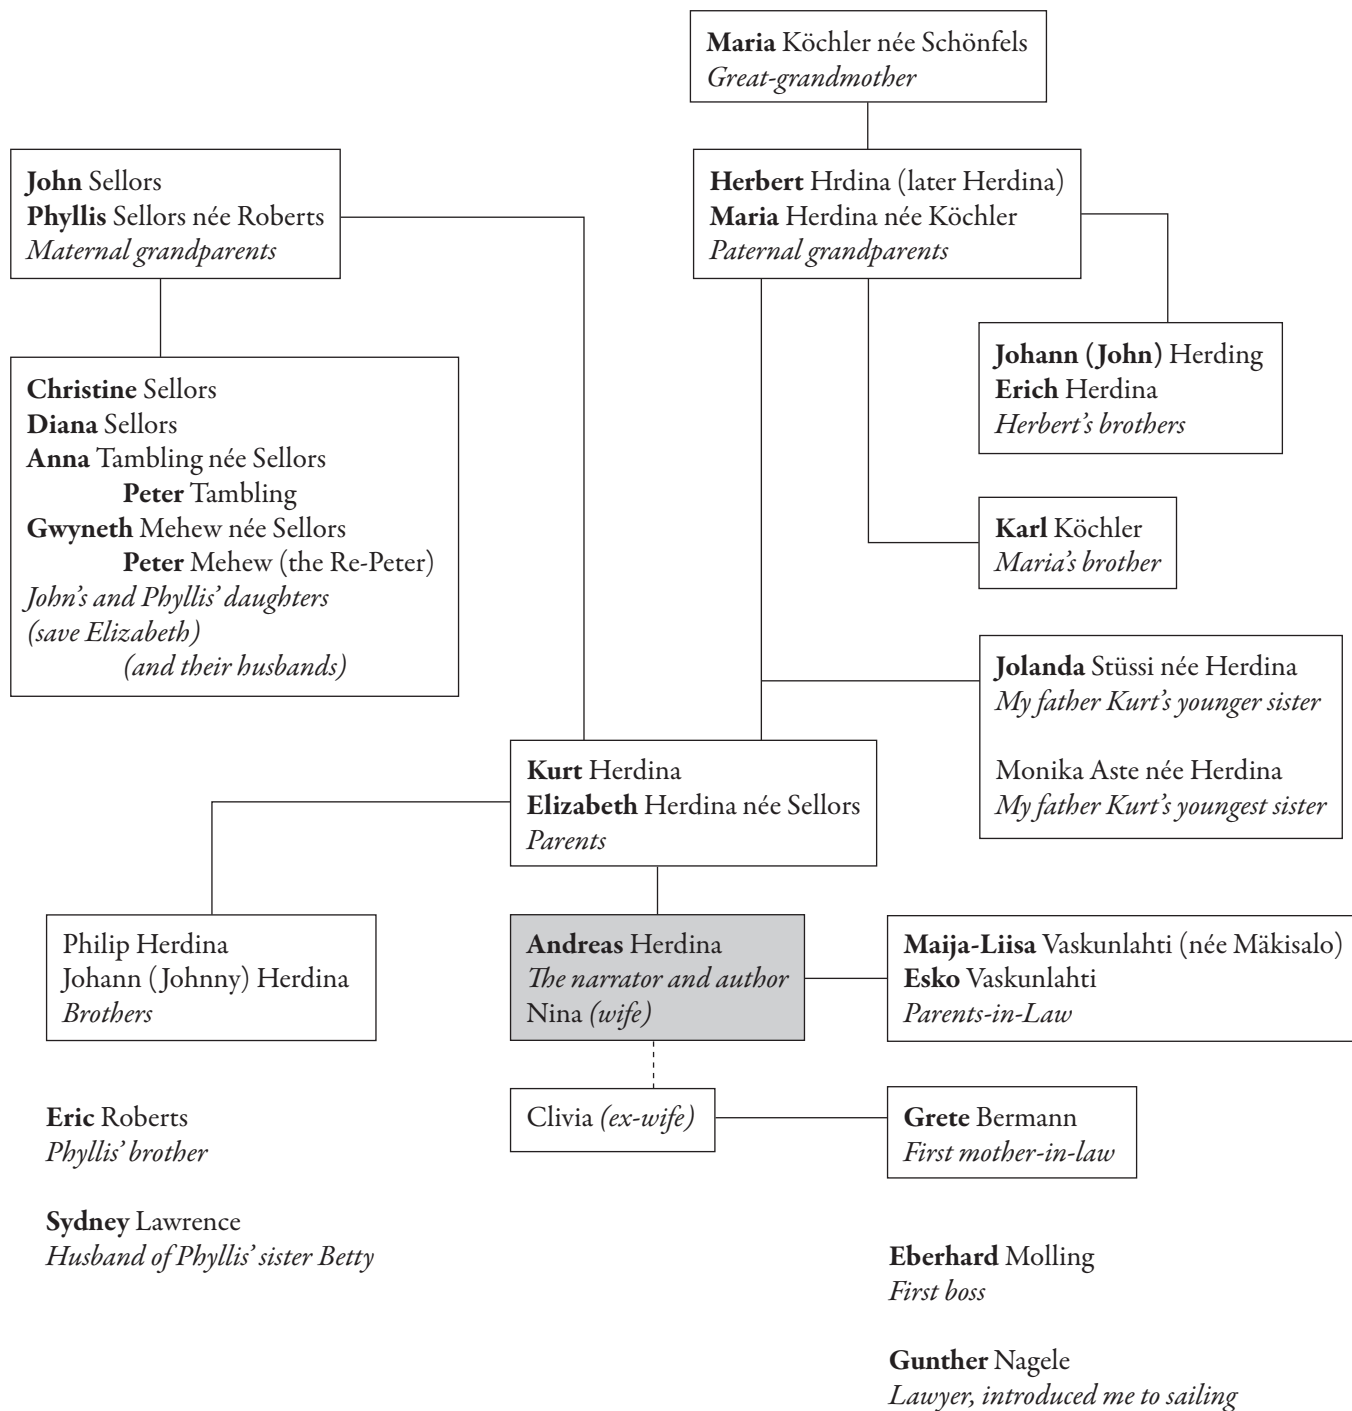 Maria Köchler née Schönfels
Great-grandmother
John Sellors
Phyllis Sellors née Roberts
Maternal grandparents
Herbert Hrdina (later Herdina)
Maria Herdina née Köchler
Paternal grandparents
Johann (John) Herding
Erich Herdina
Herbert's brothers
Christine Sellors
Diana Sellors
Anna Tambling née Sellors
Peter Tambling
Gwyneth Mehew née Sellors
Peter Mehew (the Re-Peter)
John's and Phyllis' daughters
(save Elizabeth)
(and their husbands)
Karl Köchler
Maria's brother
Jolanda Stüssi née Herdina
My father Kurt's younger sister
Monika Aste née Herdina
My father Kurt's youngest sister
Kurt Herdina
Elizabeth Herdina née Sellors
Parents
Philip Herdina
Johann (Johnny) Herdina
Brothers
Andreas Herdina
The narrator and author
Nina (wife)
Maija-Liisa Vaskunlahti (née Mäkisalo)
Esko Vaskunlahti
Parents-in-Law
Clivia (ex-wife)
Grete Bermann
First mother-in-law
Eric Roberts
Phyllis' brother
Sydney Lawrence
Husband of Phyllis' sister Betty
Eberhard Molling
First boss
Gunther Nagele
Lawyer, introduced me to sailing